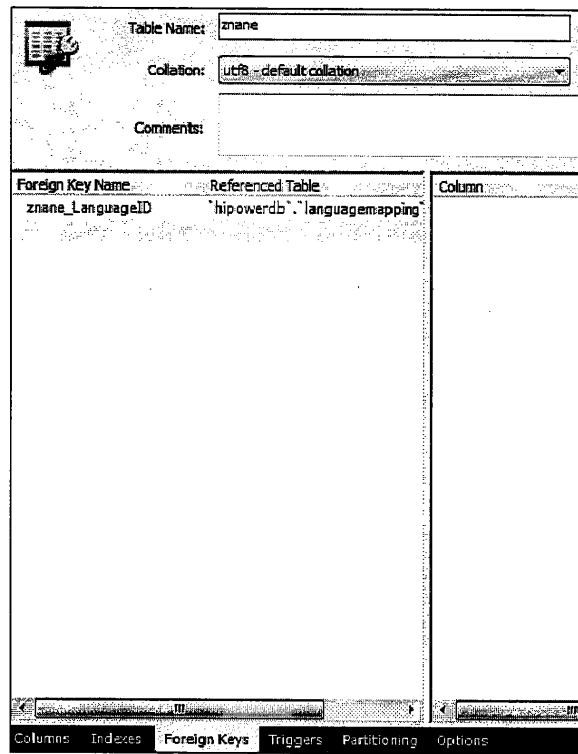 Table Name: znane
Collation: utf8 - default collation
Comments:
Foreign Key Name Referenced Table Column
znane_LanguageID `hipowerdb`.`languagemapping`
Columns Indexes Foreign Keys Triggers Partitioning Options